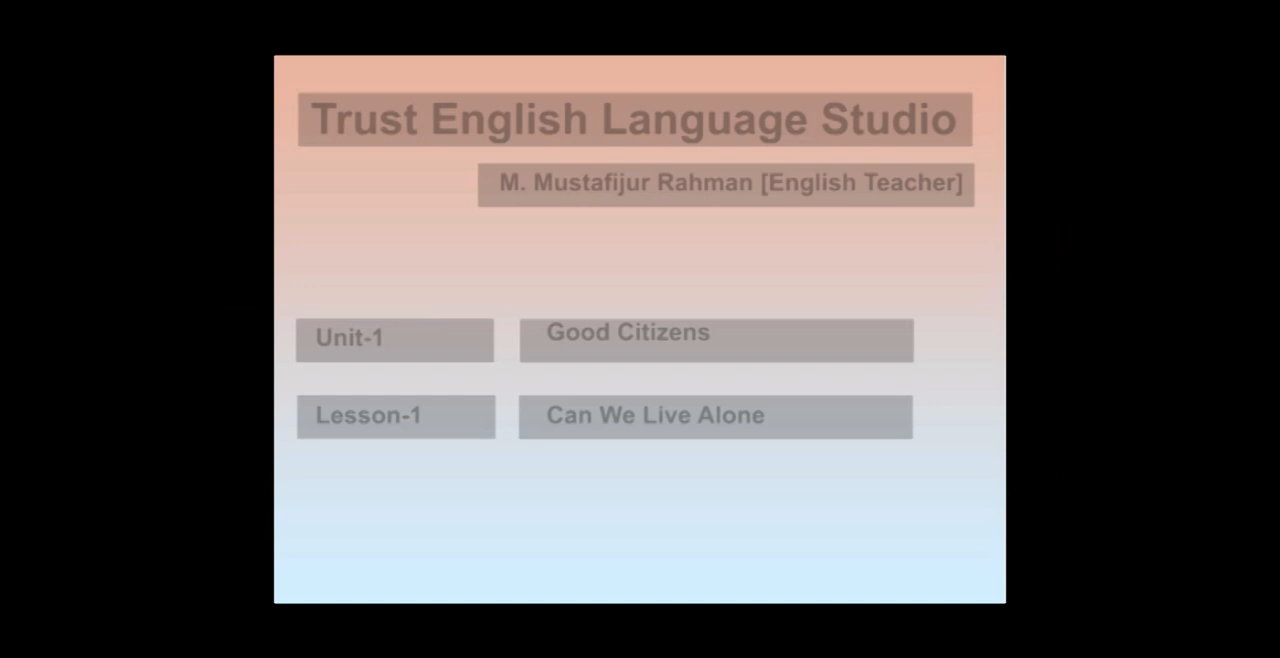 Trust English Language Studio
M. Mustafijur Rahman [English Teacher]
Unit-1 Good Citizens
Lesson-1 Can We Live Alone